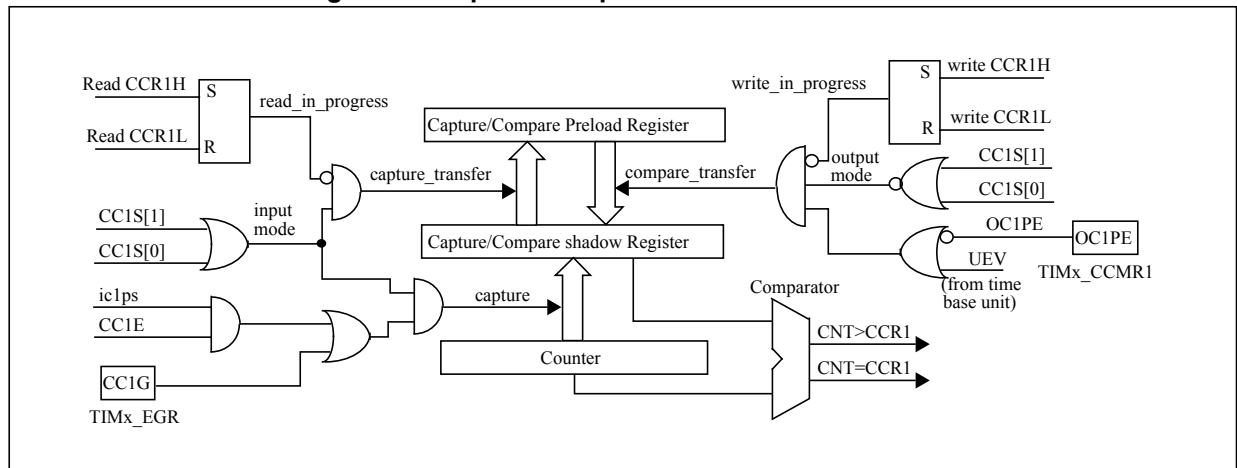 Read CCR1H
S
read_in_progress
Read CCR1L
R
write_in_progress
S
write CCR1H
R
write CCR1L
Capture/Compare Preload Register
capture_transfer
compare_transfer
output
mode
CC1S[1]
CC1S[0]
CC1S[1]
CC1S[0]
input
mode
Capture/Compare shadow Register
OC1PE
OC1PE
UEV
(from time
base unit)
TIMx_CCMR1
ic1ps
CC1E
capture
Comparator
CNT>CCR1
Counter
CNT=CCR1
CC1G
TIMx_EGR